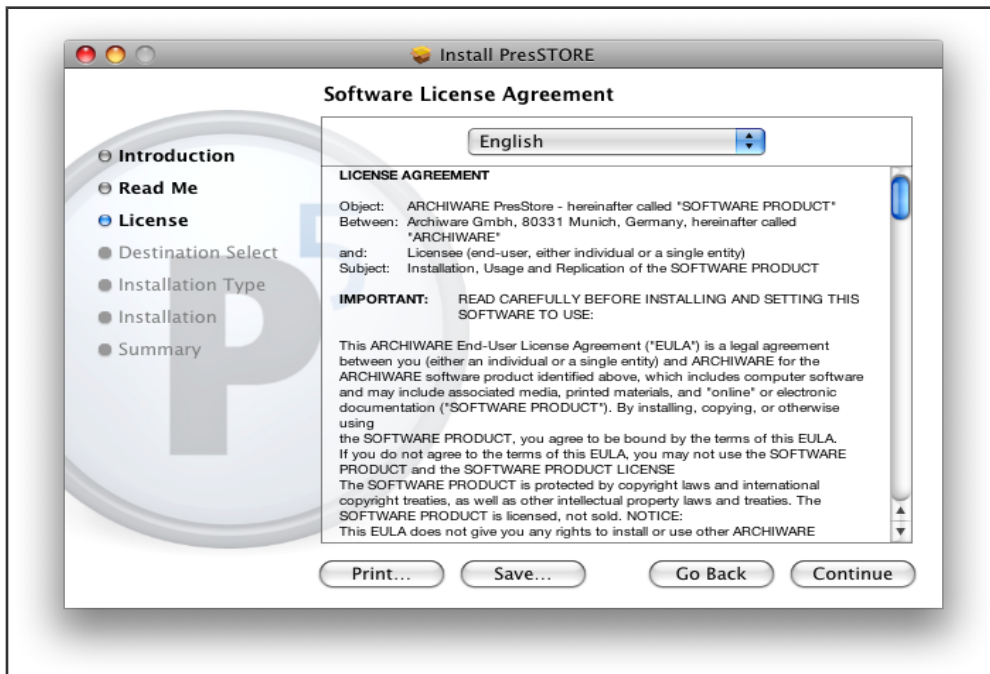 Install PresSTORE
Software License Agreement
English
Introduction
Read Me
License
Destination Select
Installation Type
Installation
Summary
P5
LICENSE AGREEMENT
Object: ARCHIWARE PresStore - hereinafter called "SOFTWARE PRODUCT"
Between: Archiware Gmbh, 80331 Munich, Germany, hereinafter called
"ARCHIWARE"
and: Licensee (end-user, either individual or a single entity)
Subject: Installation, Usage and Replication of the SOFTWARE PRODUCT
IMPORTANT: READ CAREFULLY BEFORE INSTALLING AND SETTING THIS
SOFTWARE TO USE:
This ARCHIWARE End-User License Agreement ("EULA") is a legal agreement
between you (either an individual or a single entity) and ARCHIWARE for the
ARCHIWARE software product identified above, which includes computer software
and may include associated media, printed materials, and "online" or electronic
documentation ("SOFTWARE PRODUCT"). By installing, copying, or otherwise
using
the SOFTWARE PRODUCT, you agree to be bound by the terms of this EULA.
If you do not agree to the terms of this EULA, you may not use the SOFTWARE
PRODUCT and the SOFTWARE PRODUCT LICENSE
The SOFTWARE PRODUCT is protected by copyright laws and international
copyright treaties, as well as other intellectual property laws and treaties. The
SOFTWARE PRODUCT is licensed, not sold. NOTICE:
This EULA does not give you any rights to install or use other ARCHIWARE
Print... Save... Go Back Continue